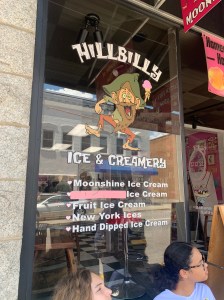 HILLBILLY
ICE & CREAMERY
Moonshine Ice Cream
Ice Cream
Fruit Ice Cream
New York Ices
Hand Dipped Ice Cream